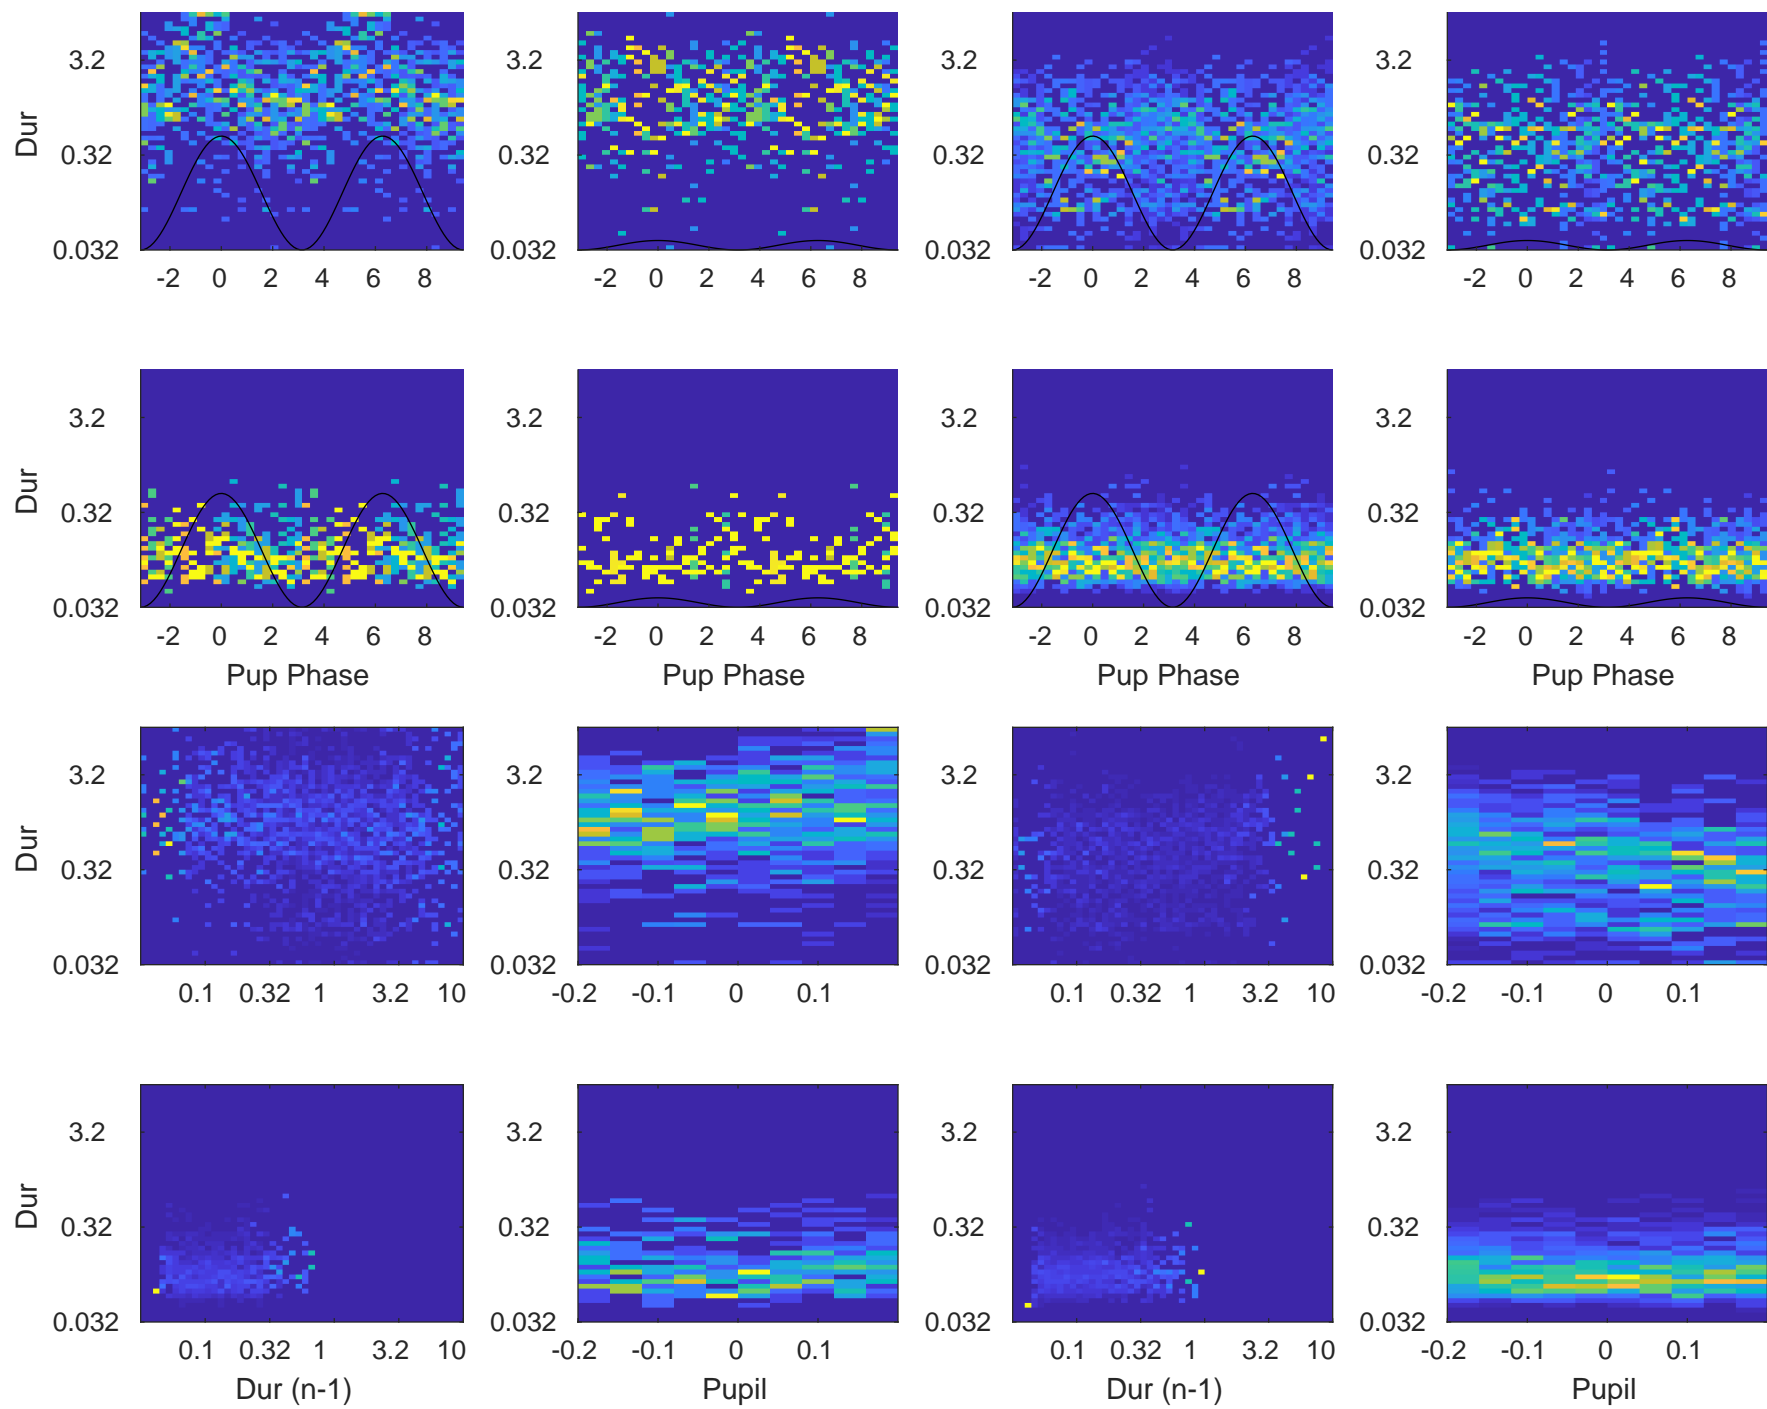 Dur 3.2 3.2 3.2 3.2
0.32 0.32 0.32 0.32
0.032 0.032 0.032 0.032
-2 0 2 4 6 8 -2 0 2 4 6 8 -2 0 2 4 6 8 -2 0 2 4 6 8
Dur 3.2 3.2 3.2 3.2
0.32 0.32 0.32 0.32
0.032 0.032 0.032 0.032
-2 0 2 4 6 8 -2 0 2 4 6 8 -2 0 2 4 6 8 -2 0 2 4 6 8
Pup Phase Pup Phase Pup Phase Pup Phase
Dur 3.2 3.2 3.2 3.2
0.32 0.32 0.32 0.32
0.032 0.032 0.032 0.032
0.1 0.32 1 3.2 10 -0.2 -0.1 0 0.1 0.1 0.32 1 3.2 10 -0.2 -0.1 0 0.1
Dur 3.2 3.2 3.2 3.2
0.32 0.32 0.32 0.32
0.032 0.032 0.032 0.032
0.1 0.32 1 3.2 10 -0.2 -0.1 0 0.1 0.1 0.32 1 3.2 10 -0.2 -0.1 0 0.1
Dur (n-1) Pupil Dur (n-1) Pupil